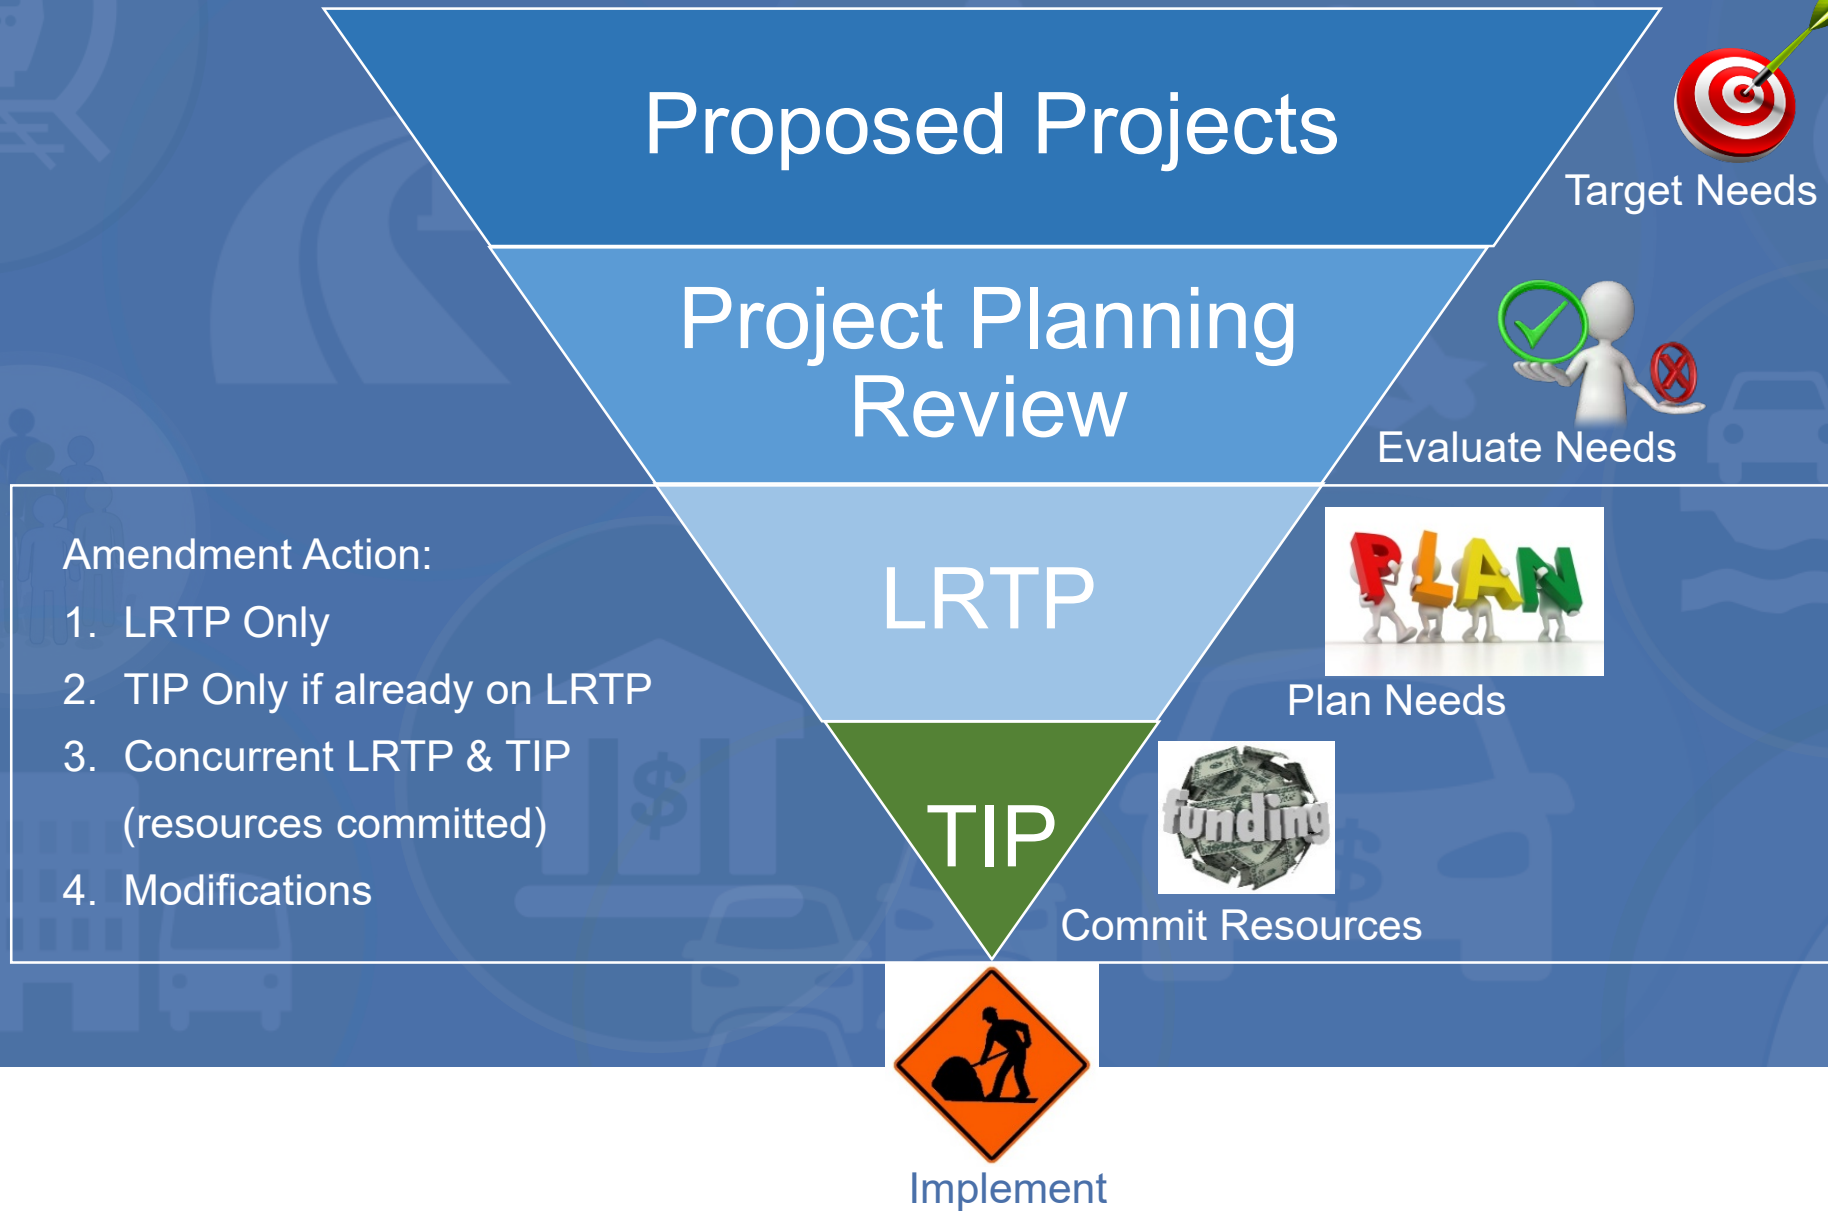 Proposed Projects
Target Needs
Project Planning
Review
Evaluate Needs
Amendment Action:
1. LRTP Only
2. TIP Only if already on LRTP
3. Concurrent LRTP & TIP
(resources committed)
4. Modifications
LRTP
PLAN
Plan Needs
TIP
funding
Commit Resources
Implement